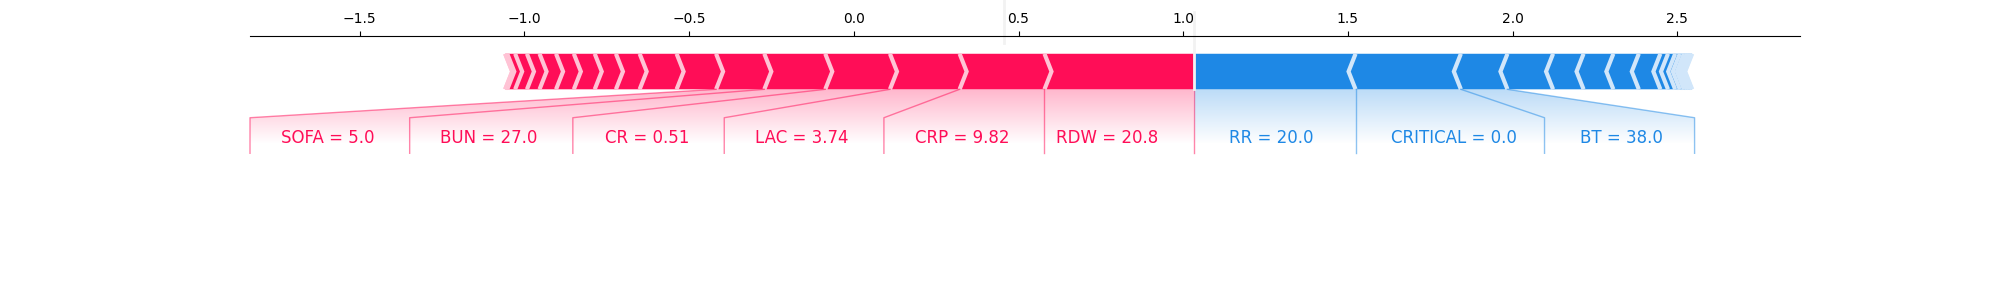 −1.5 −1.0 −0.5 0.0 0.5 1.0 1.5 2.0 2.5
SOFA = 5.0 BUN = 27.0 CR = 0.51 LAC = 3.74 CRP = 9.82 RDW = 20.8 RR = 20.0 CRITICAL = 0.0 BT = 38.0